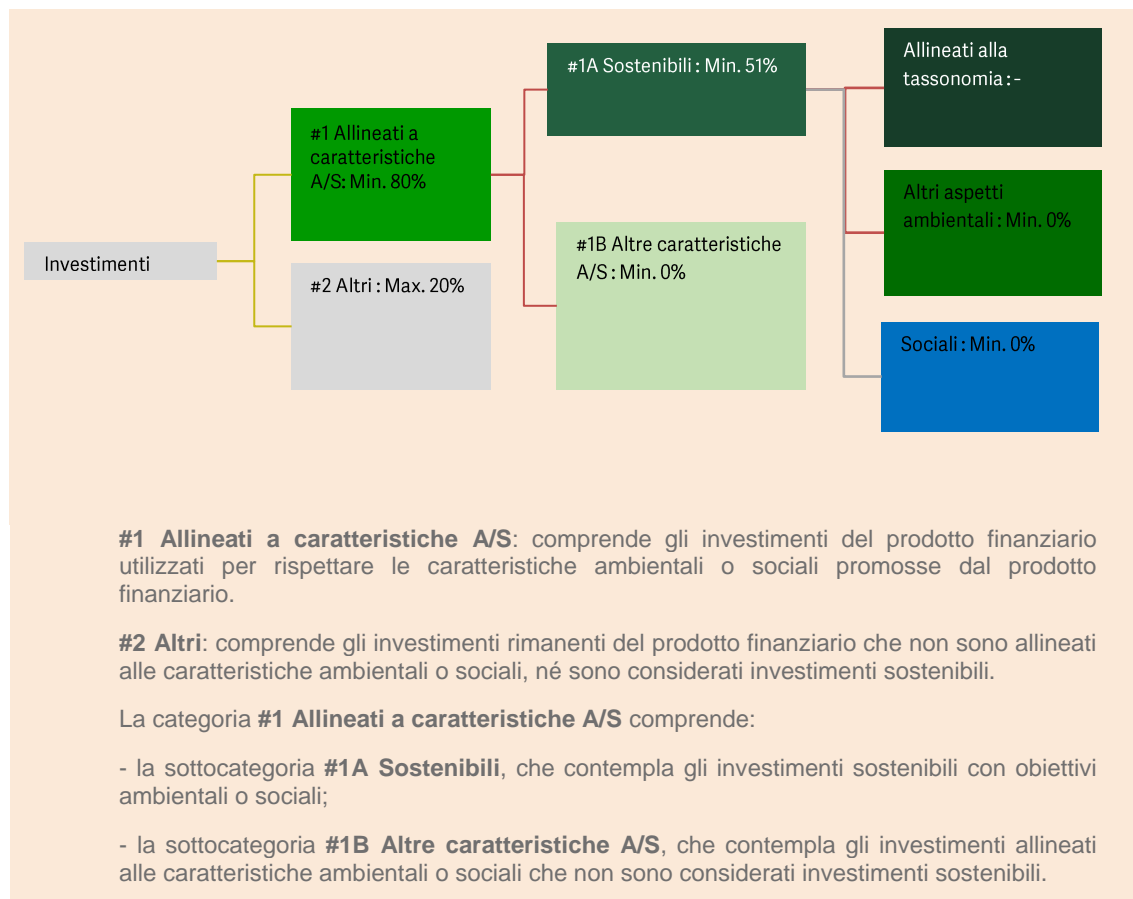 Investimenti
#1 Allineati a
caratteristiche
A/S: Min. 80%
#2 Altri : Max. 20%
#1A Sostenibili : Min. 51%
#1B Altre caratteristiche
A/S : Min. 0%
Allineati alla
tassonomia : -
Altri aspetti
ambientali : Min. 0%
Sociali : Min. 0%
#1 Allineati a caratteristiche A/S: comprende gli investimenti del prodotto finanziario
utilizzati per rispettare le caratteristiche ambientali o sociali promosse dal prodotto
finanziario.
#2 Altri: comprende gli investimenti rimanenti del prodotto finanziario che non sono allineati
alle caratteristiche ambientali o sociali, né sono considerati investimenti sostenibili.
La categoria #1 Allineati a caratteristiche A/S comprende:
- la sottocategoria #1A Sostenibili, che contempla gli investimenti sostenibili con obiettivi
ambientali o sociali;
- la sottocategoria #1B Altre caratteristiche A/S, che contempla gli investimenti allineati
alle caratteristiche ambientali o sociali che non sono considerati investimenti sostenibili.